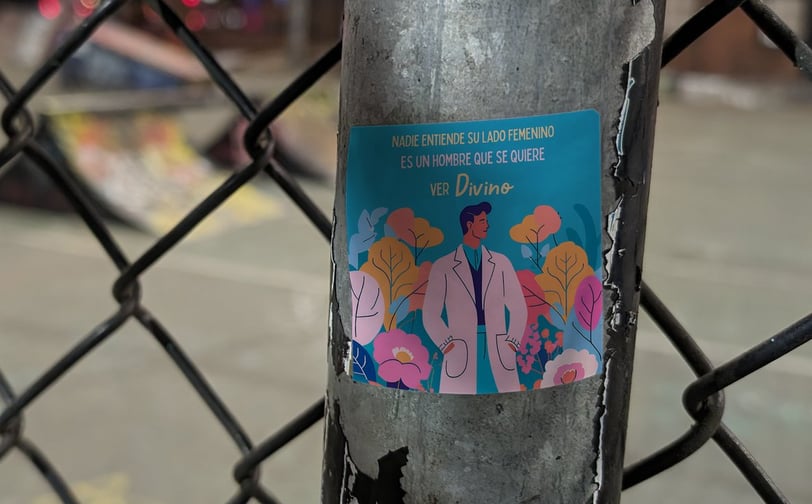 NADIE ENTIENDE SU LADO FEMENINO
ES UN HOMBRE QUE SE QUIERE
VER Divino